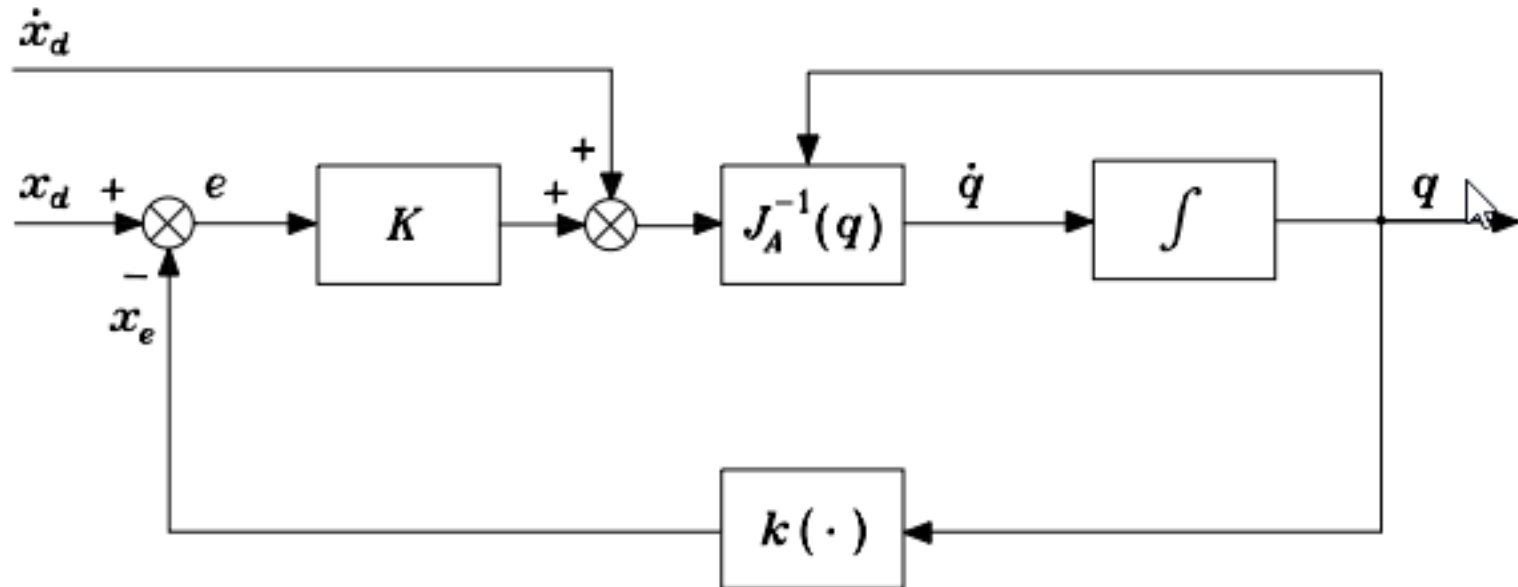 ẋ_d
+
x_d + e K + J_A^{-1}(q) q̇ ∫ q
−
x_e
k(·)